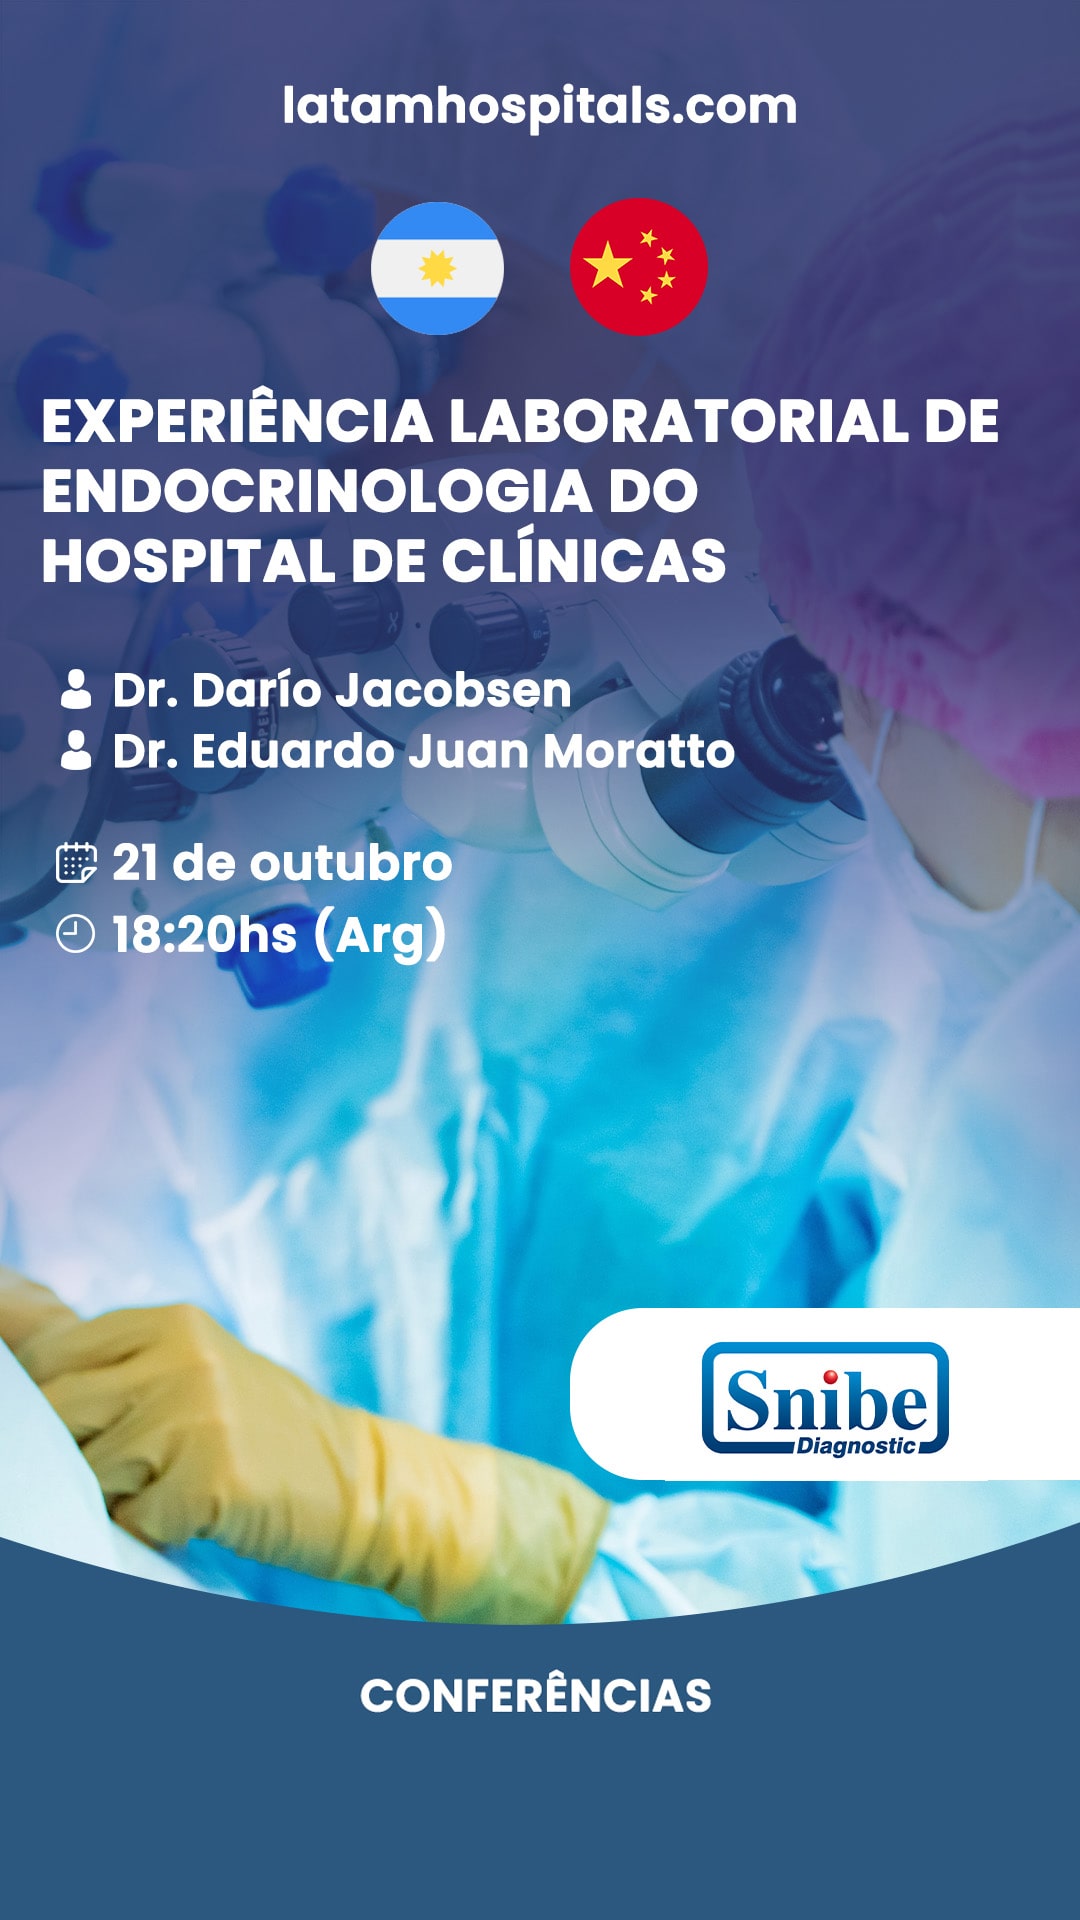 latamhospitals.com
EXPERIÊNCIA LABORATORIAL DE
ENDOCRINOLOGIA DO
HOSPITAL DE CLÍNICAS
Dr. Darío Jacobsen
Dr. Eduardo Juan Moratto
21 de outubro
18:20hs (Arg)
Snibe
Diagnostic
CONFERÊNCIAS